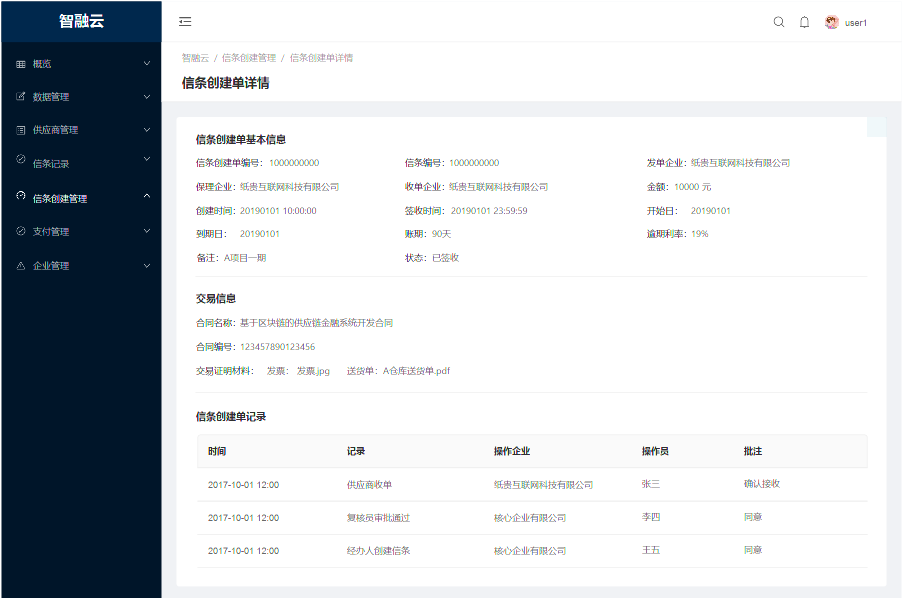 智融云
user1
概览
数据管理
供应商管理
信条记录
信条创建管理
支付管理
企业管理
智融云 / 信条创建管理 / 信条创建单详情
信条创建单详情
信条创建单基本信息
信条创建单编号： 1000000000 信条编号： 1000000000 发单企业：纸贵互联网科技有限公司
保理企业：纸贵互联网科技有限公司 收单企业：纸贵互联网科技有限公司 金额：10000 元
创建时间：20190101 10:00:00 签收时间： 20190101 23:59:59 开始日： 20190101
到期日： 20190101 账期：90天 逾期利率：19%
备注：A项目一期 状态：已签收
交易信息
合同名称：基于区块链的供应链金融系统开发合同
合同编号：123457890123456
交易证明材料： 发票： 发票.jpg 送货单：A仓库送货单.pdf
信条创建单记录
时间 记录 操作企业 操作员 批注
2017-10-01 12:00 供应商收单 纸贵互联网科技有限公司 张三 确认接收
2017-10-01 12:00 复核员审批通过 核心企业有限公司 李四 同意
2017-10-01 12:00 经办人创建信条 核心企业有限公司 王五 同意